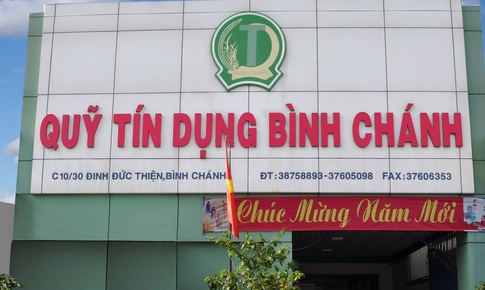 T
QUỸ TÍN DỤNG BÌNH CHÁNH
C10/30 ĐINH ĐỨC THIỆN,BÌNH CHÁNH ĐT:38758893-37605098 FAX:37606353
Chúc Mừng Năm Mới